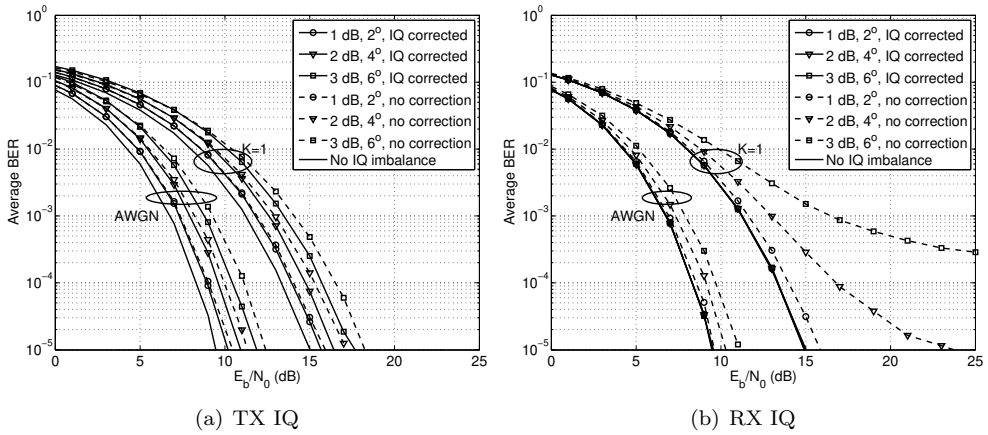 10^0
10^-1
10^-2
10^-3
10^-4
10^-5
Average BER
0
5
10
15
20
25
E_b/N_0 (dB)
1 dB, 2°, IQ corrected
2 dB, 4°, IQ corrected
3 dB, 6°, IQ corrected
1 dB, 2°, no correction
2 dB, 4°, no correction
3 dB, 6°, no correction
No IQ imbalance
K=1
AWGN
(a) TX IQ
10^0
10^-1
10^-2
10^-3
10^-4
10^-5
Average BER
0
5
10
15
20
25
E_b/N_0 (dB)
1 dB, 2°, IQ corrected
2 dB, 4°, IQ corrected
3 dB, 6°, IQ corrected
1 dB, 2°, no correction
2 dB, 4°, no correction
3 dB, 6°, no correction
No IQ imbalance
K=1
AWGN
(b) RX IQ